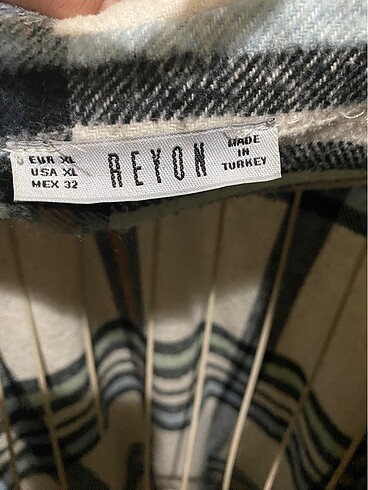 EUR XL
USA XL
MEX 32
REYON
MADE
IN
TURKEY